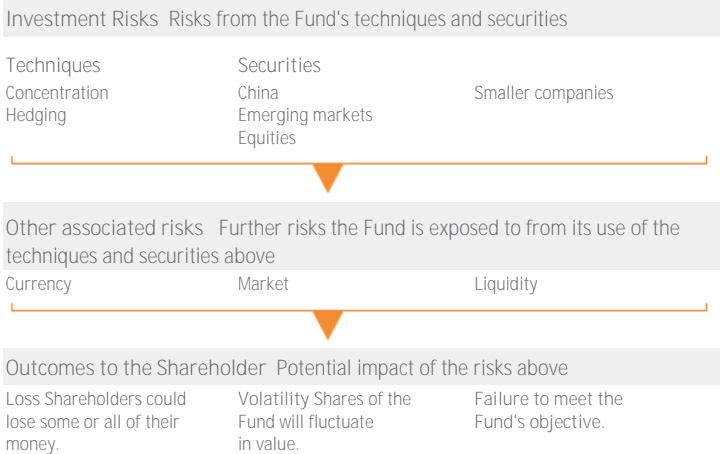 Investment Risks Risks from the Fund's techniques and securities
Techniques
Concentration
Hedging
Securities
China
Emerging markets
Equities
Smaller companies
Other associated risks Further risks the Fund is exposed to from its use of the
techniques and securities above
Currency
Market
Liquidity
Outcomes to the Shareholder Potential impact of the risks above
Loss Shareholders could
lose some or all of their
money.
Volatility Shares of the
Fund will fluctuate
in value.
Failure to meet the
Fund's objective.